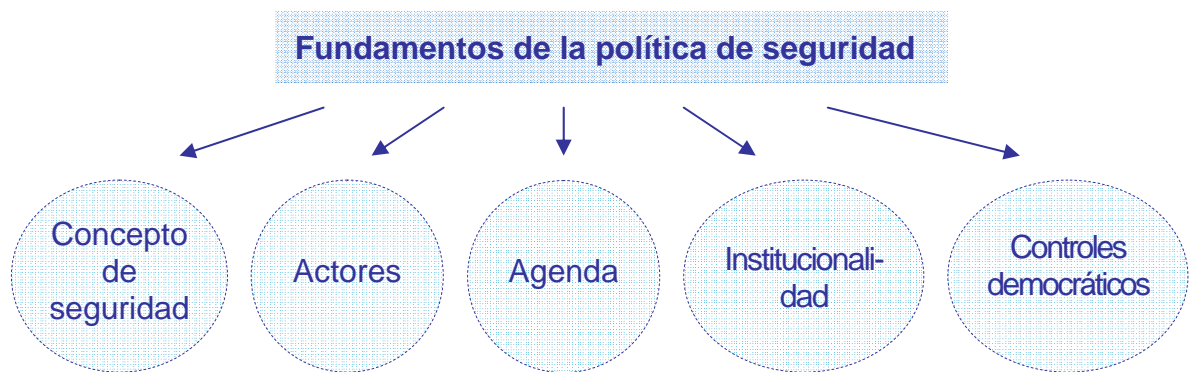 Fundamentos de la política de seguridad
Concepto
de
seguridad
Actores
Agenda
Institucionali-
dad
Controles
democráticos